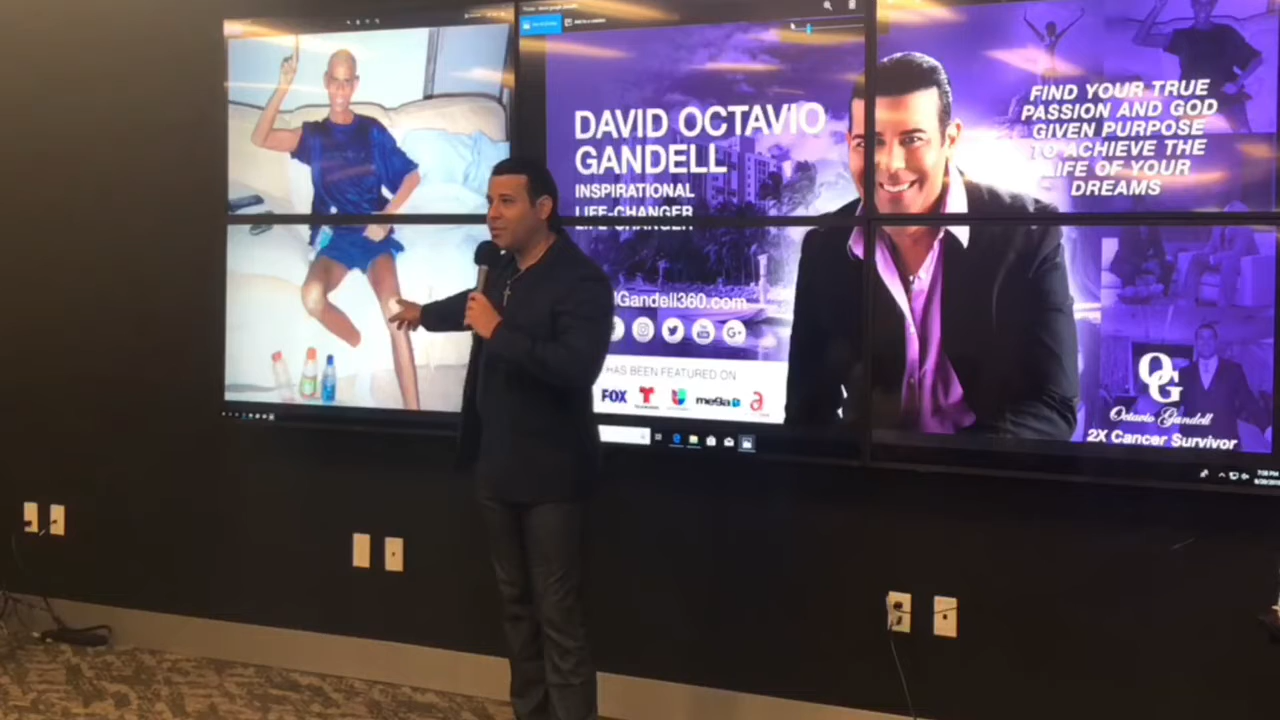 DAVID OCTAVIO
GANDELL
INSPIRATIONAL
LIFE-CHANGER
Gandell360.com
HAS BEEN FEATURED ON
FOX
mega
FIND YOUR TRUE
PASSION AND GOD
GIVEN PURPOSE
TO ACHIEVE THE
LIFE OF YOUR
DREAMS
OG
Octavio Gandell
2X Cancer Survivor